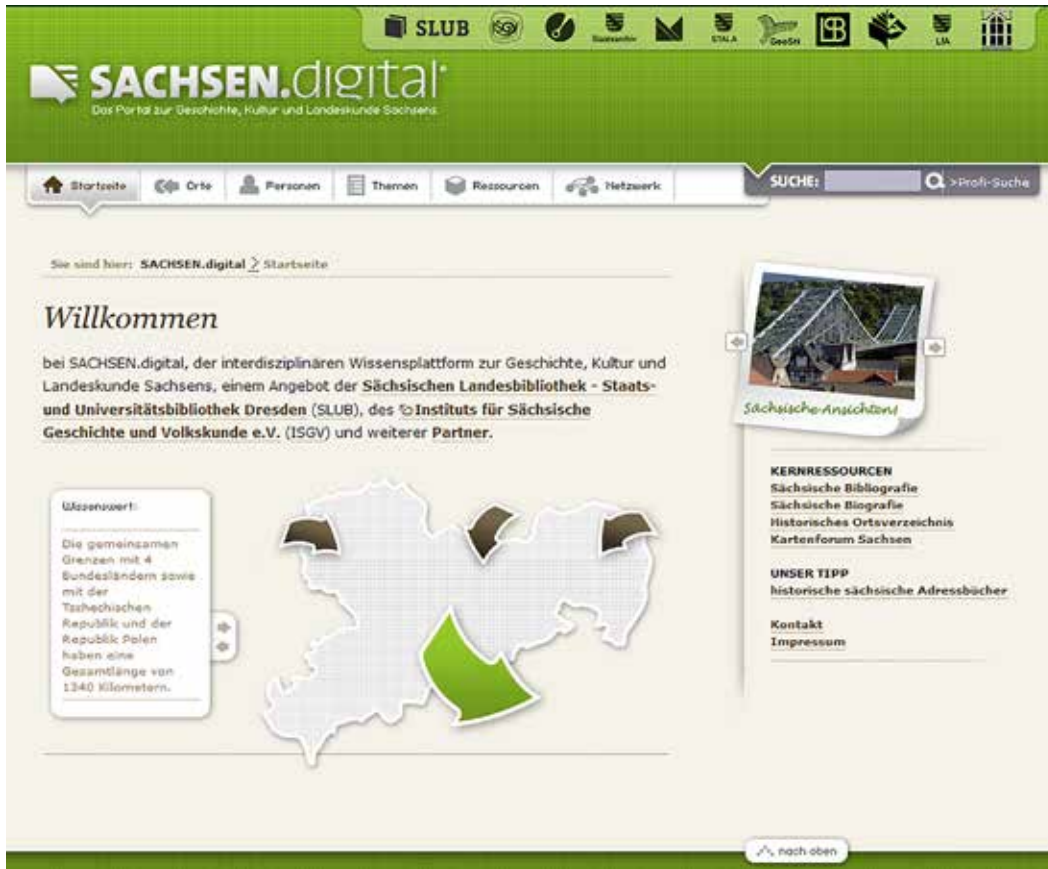 SLUB
ISGV
Staatsarchiv
STALA
GeoSN
LfA
SACHSEN.digital
Das Portal zur Geschichte, Kultur und Landeskunde Sachsens
Startseite
Orte
Personen
Themen
Ressourcen
Netzwerk
SUCHE:
>Profi-Suche
Sie sind hier: SACHSEN.digital > Startseite
Willkommen
bei SACHSEN.digital, der interdisziplinären Wissensplattform zur Geschichte, Kultur und
Landeskunde Sachsens, einem Angebot der Sächsischen Landesbibliothek - Staats-
und Universitätsbibliothek Dresden (SLUB), des Instituts für Sächsische
Geschichte und Volkskunde e.V. (ISGV) und weiterer Partner.
Wissenswert:
Die gemeinsamen
Grenzen mit 4
Bundesländern sowie
mit der
Tschechischen
Republik und der
Republik Polen
haben eine
Gesamtlänge von
1340 Kilometern.
Sächsische Ansichten
KERNRESSOURCEN
Sächsische Bibliografie
Sächsische Biografie
Historisches Ortsverzeichnis
Kartenforum Sachsen
UNSER TIPP
historische sächsische Adressbücher
Kontakt
Impressum
nach oben